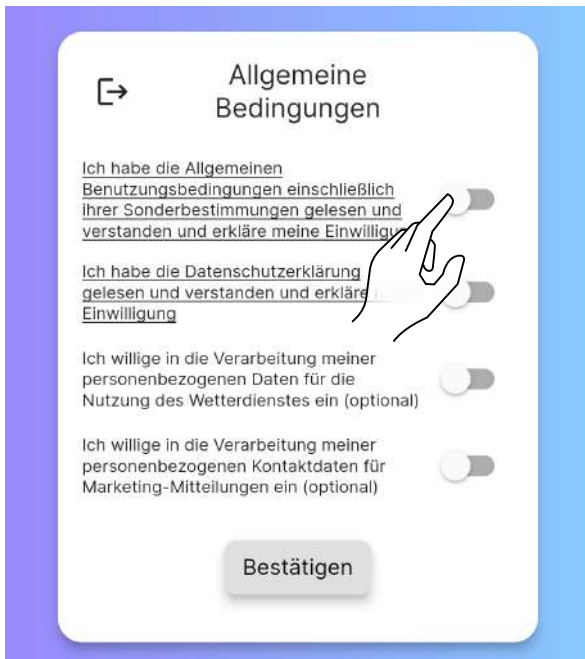 Allgemeine
Bedingungen
Ich habe die Allgemeinen
Benutzungsbedingungen einschließlich
ihrer Sonderbestimmungen gelesen und
verstanden und erkläre meine
Ich habe die Datenschutzerklärung
gelesen und verstanden und erkläre meine
Einwilligung
Ich willige in die Verarbeitung meiner
personenbezogenen Daten für die
Nutzung des Wetterdienstes ein (optional)
Ich willige in die Verarbeitung meiner
personenbezogenen Kontaktdaten für
Marketing-Mitteilungen ein (optional)
Bestätigen